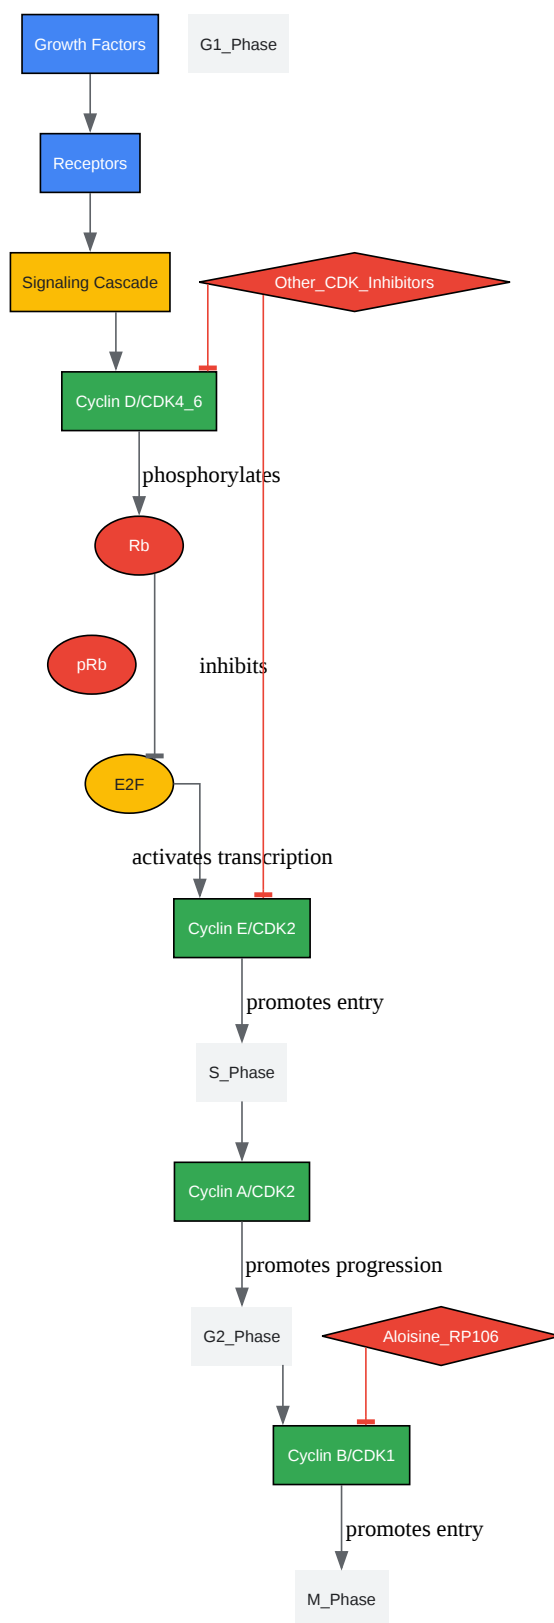 Growth Factors
G1_Phase
Receptors
Signaling Cascade
Other_CDK_Inhibitors
Cyclin D/CDK4_6
phosphorylates
Rb
pRb
inhibits
E2F
activates transcription
Cyclin E/CDK2
promotes entry
S_Phase
Cyclin A/CDK2
promotes progression
G2_Phase
Aloisine_RP106
Cyclin B/CDK1
promotes entry
M_Phase